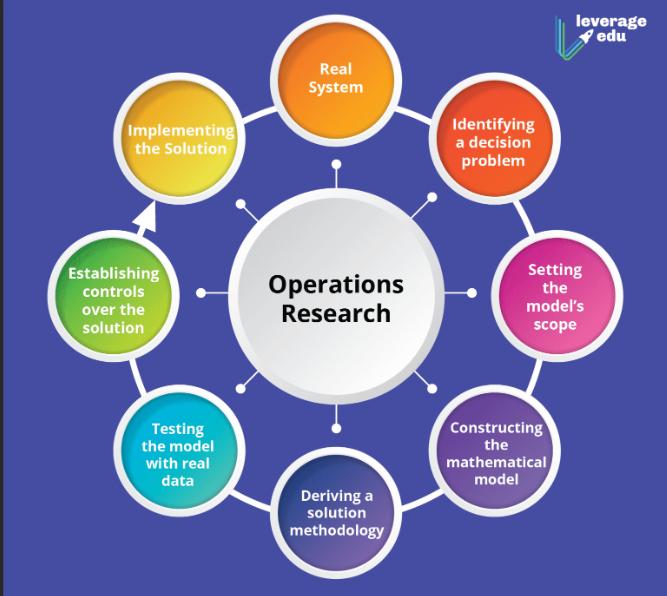 leverage
edu
Real
System
Identifying
a decision
problem
Setting
the
model's
scope
Constructing
the
mathematical
model
Deriving a
solution
methodology
Testing
the model
with real
data
Establishing
controls
over the
solution
Implementing
the Solution
Operations
Research